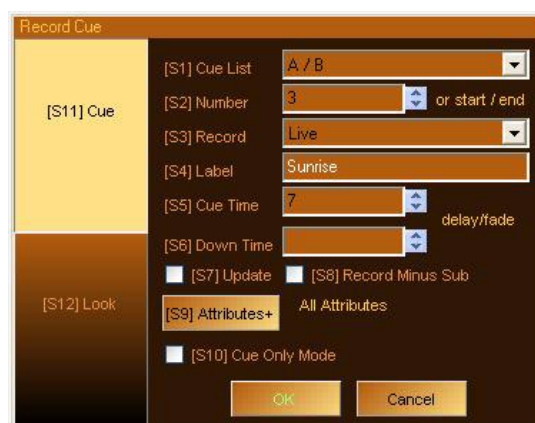 Record Cue
[S11] Cue
[S1] Cue List A / B
[S2] Number 3 or start / end
[S3] Record Live
[S4] Label Sunrise
[S5] Cue Time 7
delay/fade
[S6] Down Time
[S7] Update [S8] Record Minus Sub
[S12] Look
[S9] Attributes+ All Attributes
[S10] Cue Only Mode
OK Cancel